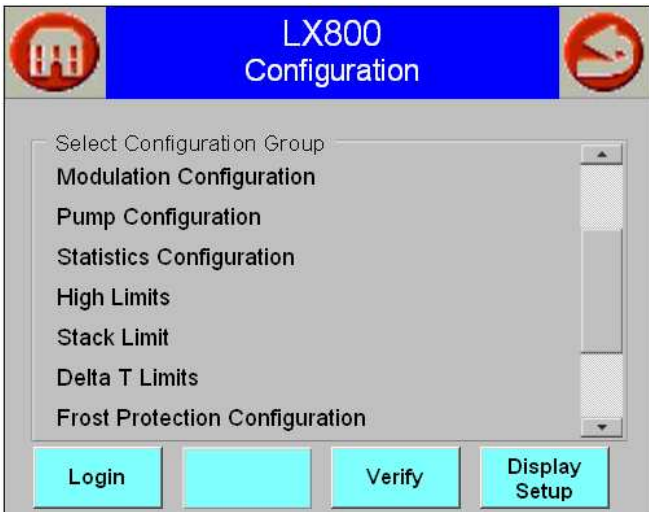 LX800
Configuration
Select Configuration Group
Modulation Configuration
Pump Configuration
Statistics Configuration
High Limits
Stack Limit
Delta T Limits
Frost Protection Configuration
Login
Verify
Display
Setup